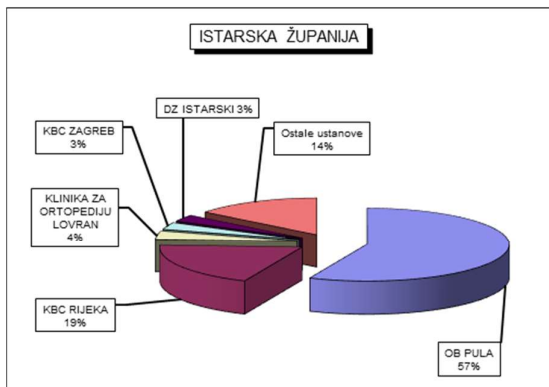 ISTARSKA ŽUPANIJA
DZ ISTARSKI 3%
KBC ZAGREB
3%
Ostale ustanove
14%
KLINIKA ZA
ORTOPEDIJU
LOVRAN
4%
KBC RIJEKA
19%
OB PULA
57%